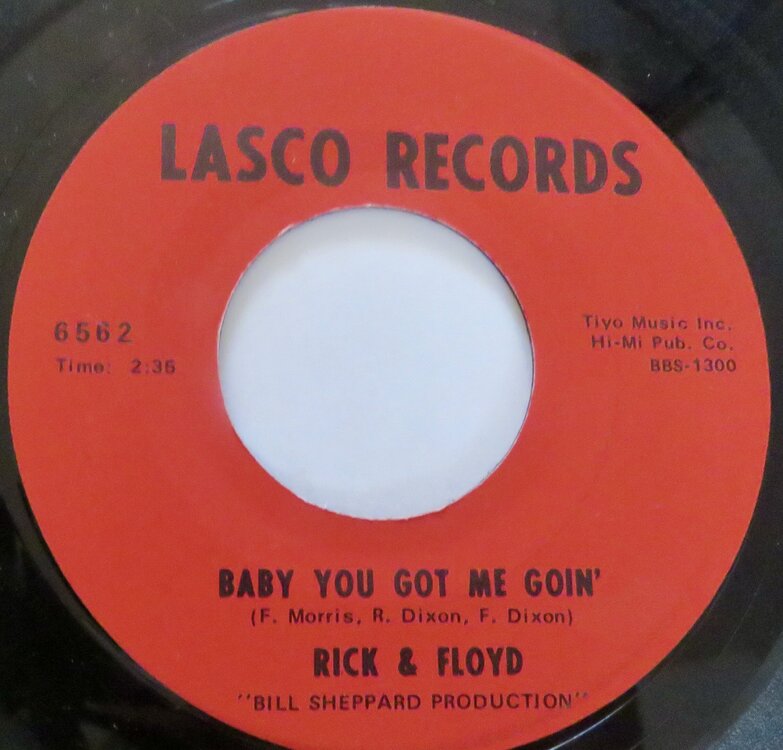 LASCO RECORDS
6562
Time: 2:36
Tiyo Music Inc.
Hi-Mi Pub. Co.
BBS-1300
BABY YOU GOT ME GOIN'
(F. Morris, R. Dixon, F. Dixon)
RICK & FLOYD
"BILL SHEPPARD PRODUCTION"